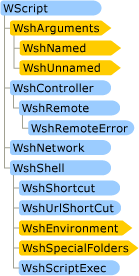 WScript
WshArguments
WshNamed
WshUnnamed
WshController
WshRemote
WshRemoteError
WshNetwork
WshShell
WshShortcut
WshUrlShortCut
WshEnvironment
WshSpecialFolders
WshScriptExec